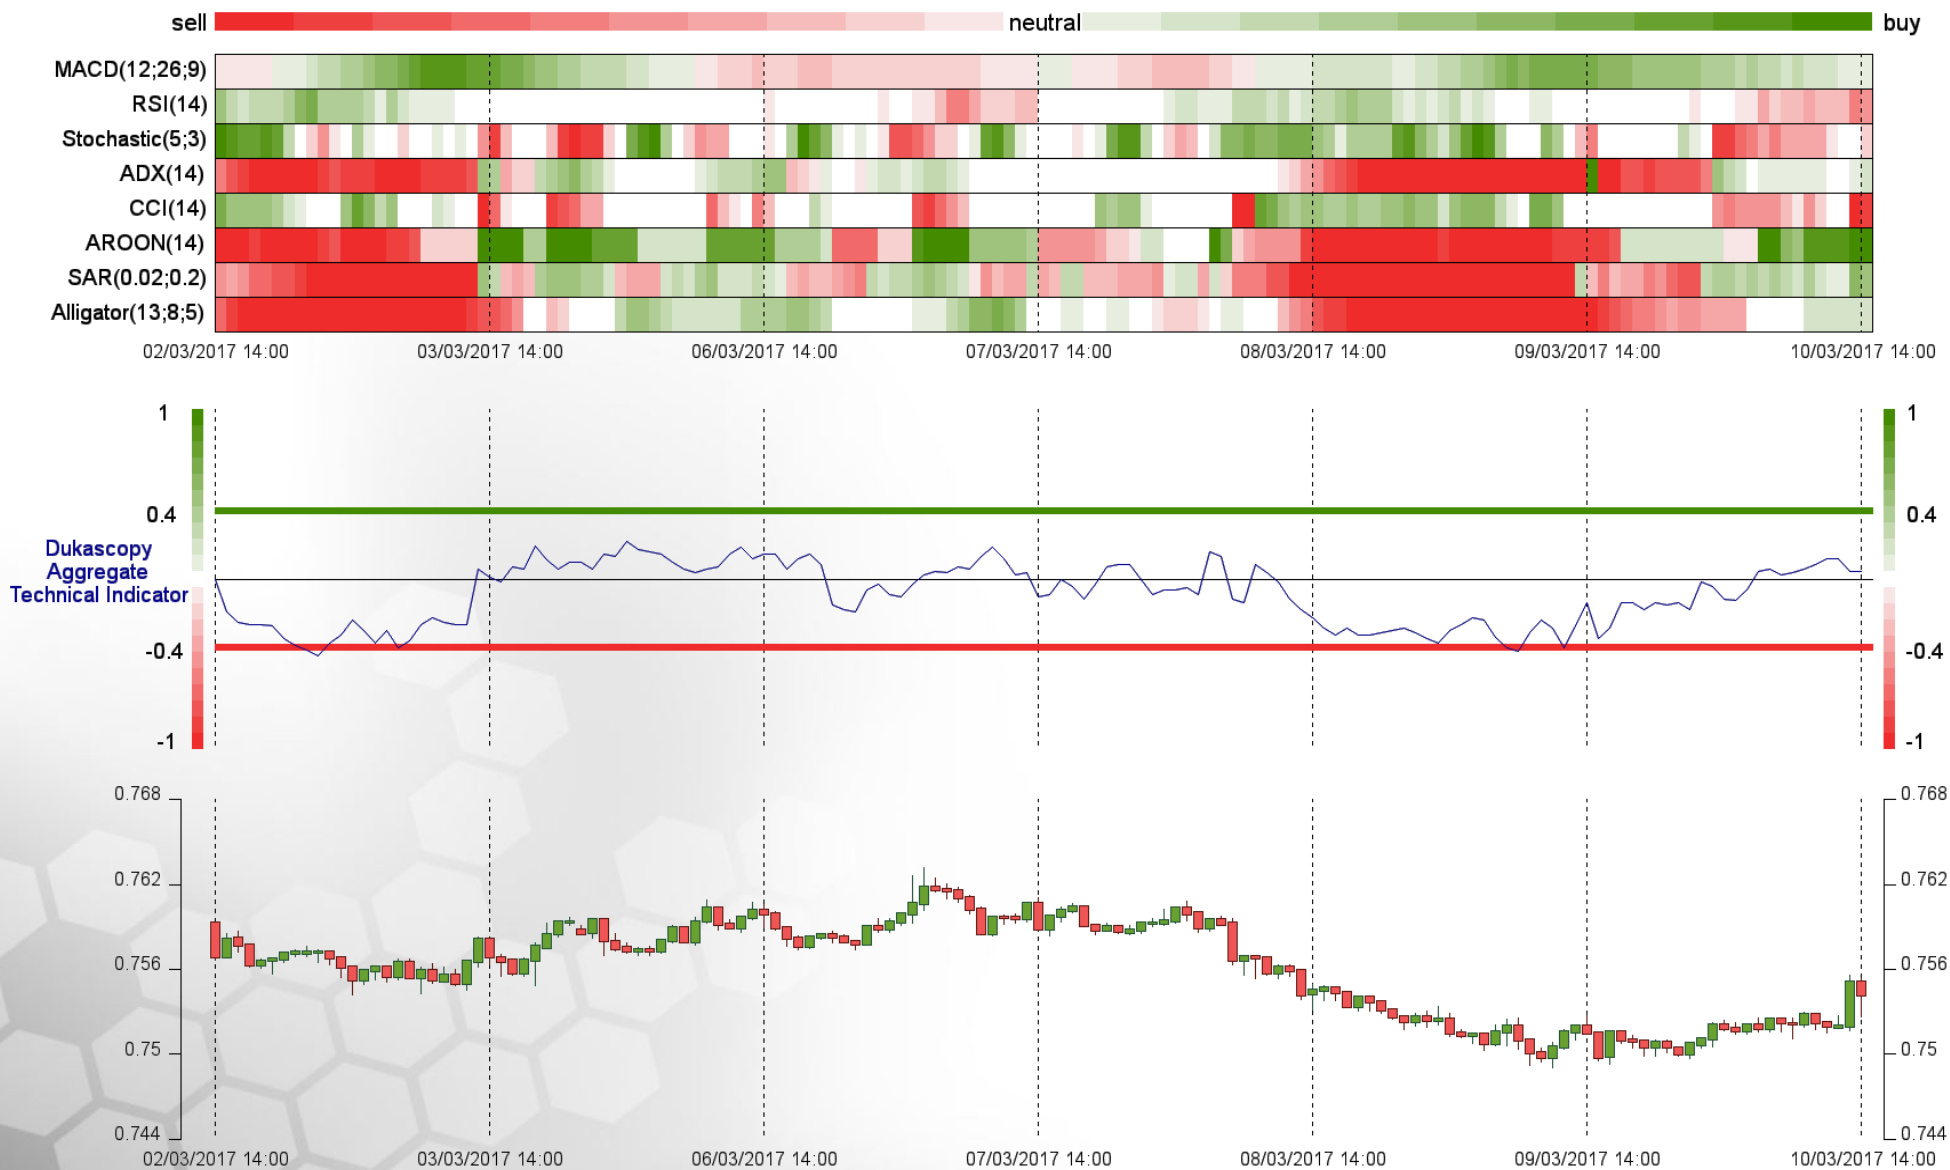 sell neutral buy
MACD(12;26;9)
RSI(14)
Stochastic(5;3)
ADX(14)
CCI(14)
AROON(14)
SAR(0.02;0.2)
Alligator(13;8;5)
02/03/2017 14:00 03/03/2017 14:00 06/03/2017 14:00 07/03/2017 14:00 08/03/2017 14:00 09/03/2017 14:00 10/03/2017 14:00
1 1
0.4 0.4
Dukascopy
Aggregate
Technical Indicator
-0.4 -0.4
-1 -1
0.768 0.768
0.762 0.762
0.756 0.756
0.75 0.75
0.744 0.744
02/03/2017 14:00 03/03/2017 14:00 06/03/2017 14:00 07/03/2017 14:00 08/03/2017 14:00 09/03/2017 14:00 10/03/2017 14:00